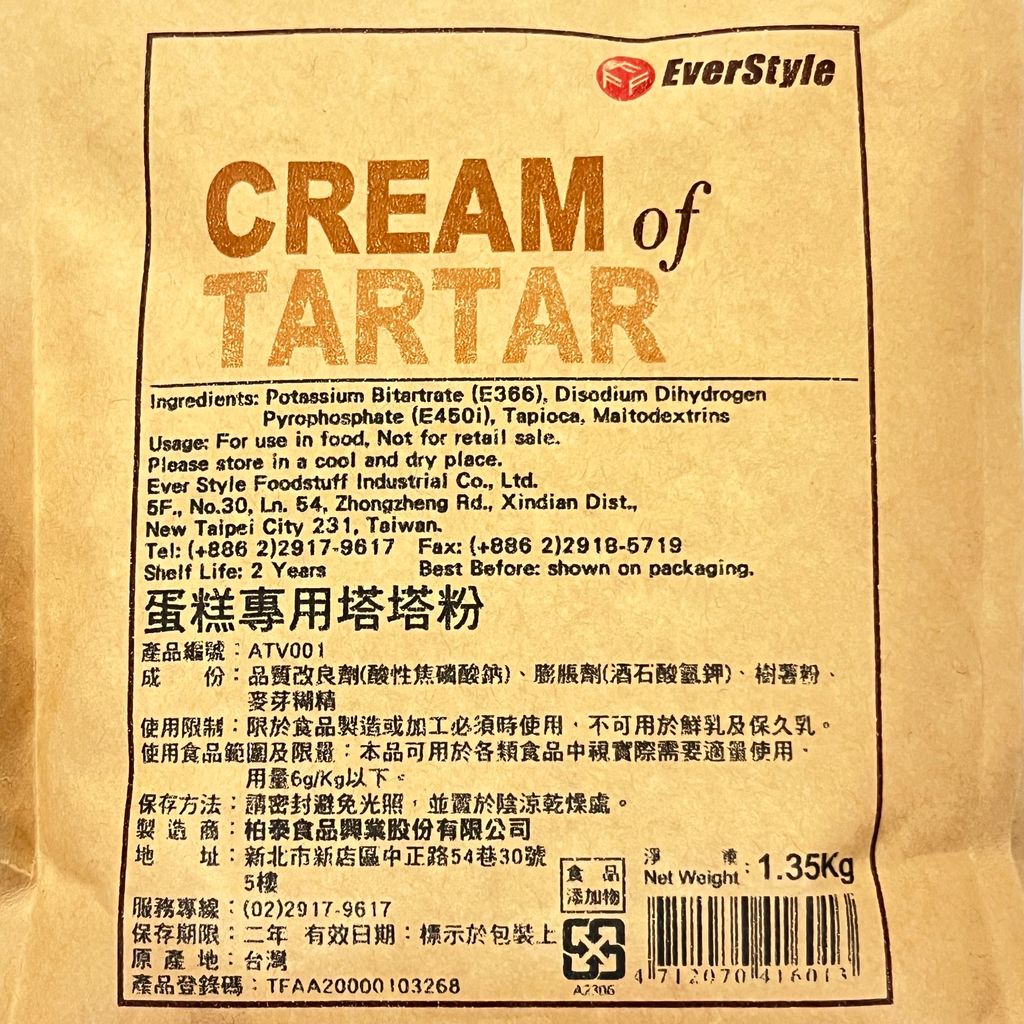 EverStyle
CREAM of
TARTAR
Ingredients: Potassium Bitartrate (E366), Disodium Dihydrogen
Pyrophosphate (E450i), Tapioca, Maltodextrins
Usage: For use in food, Not for retail sale.
Please store in a cool and dry place.
Ever Style Foodstuff Industrial Co., Ltd.
5F., No.30, Ln. 54, Zhongzheng Rd., Xindian Dist.,
New Taipei City 231, Taiwan.
Tel: (+886 2)2917-9617 Fax: (+886 2)2918-5719
Shelf Life: 2 Years Best Before: shown on packaging.
蛋糕專用塔塔粉
產品編號：ATV001
成份：品質改良劑(酸性焦磷酸鈉)、膨脹劑(酒石酸氫鉀)、樹薯粉、
麥芽糊精
使用限制：限於食品製造或加工必須時使用，不可用於鮮乳及保久乳。
使用食品範圍及限量：本品可用於各類食品中視實際需要適量使用、
用量6g/Kg以下。
保存方法：請密封避免光照，並置於陰涼乾燥處。
製造商：柏泰食品興業股份有限公司
地址：新北市新店區中正路54巷30號
5樓
服務專線：(02)2917-9617
保存期限：二年 有效日期：標示於包裝上
原產地：台灣
產品登錄碼：TFAA20000103268
食品
添加物
淨重：1.35Kg
Net Weight
A2306
4712070416013